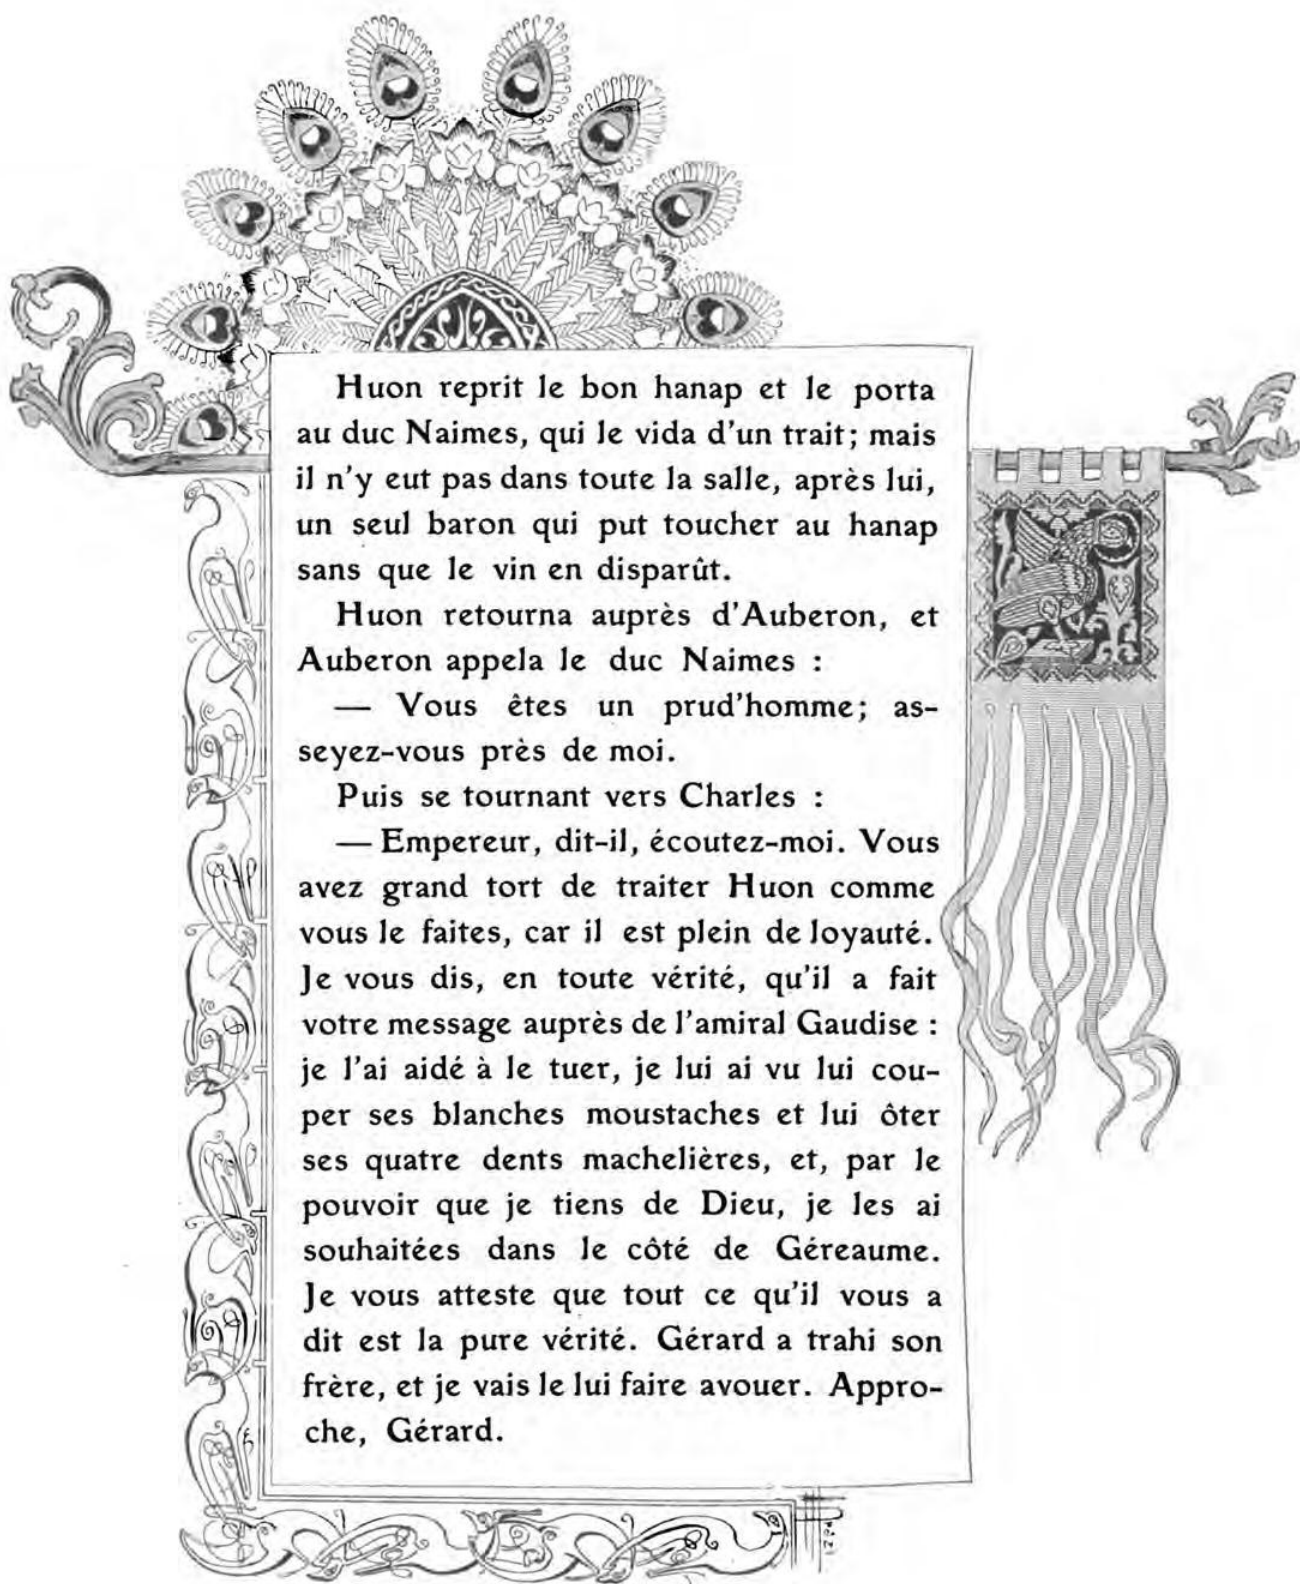 Huon reprit le bon hanap et le porta
au duc Naimes, qui le vida d'un trait; mais
il n'y eut pas dans toute la salle, après lui,
un seul baron qui put toucher au hanap
sans que le vin en disparût.
Huon retourna auprès d'Auberon, et
Auberon appela le duc Naimes :
— Vous êtes un prud'homme; as-
seyez-vous près de moi.
Puis se tournant vers Charles :
— Empereur, dit-il, écoutez-moi. Vous
avez grand tort de traiter Huon comme
vous le faites, car il est plein de loyauté.
Je vous dis, en toute vérité, qu'il a fait
votre message auprès de l'amiral Gaudise :
je l'ai aidé à le tuer, je lui ai vu lui cou-
per ses blanches moustaches et lui ôter
ses quatre dents machelières, et, par le
pouvoir que je tiens de Dieu, je les ai
souhaitées dans le côté de Géreaume.
Je vous atteste que tout ce qu'il vous a
dit est la pure vérité. Gérard a trahi son
frère, et je vais le lui faire avouer. Appro-
che, Gérard.